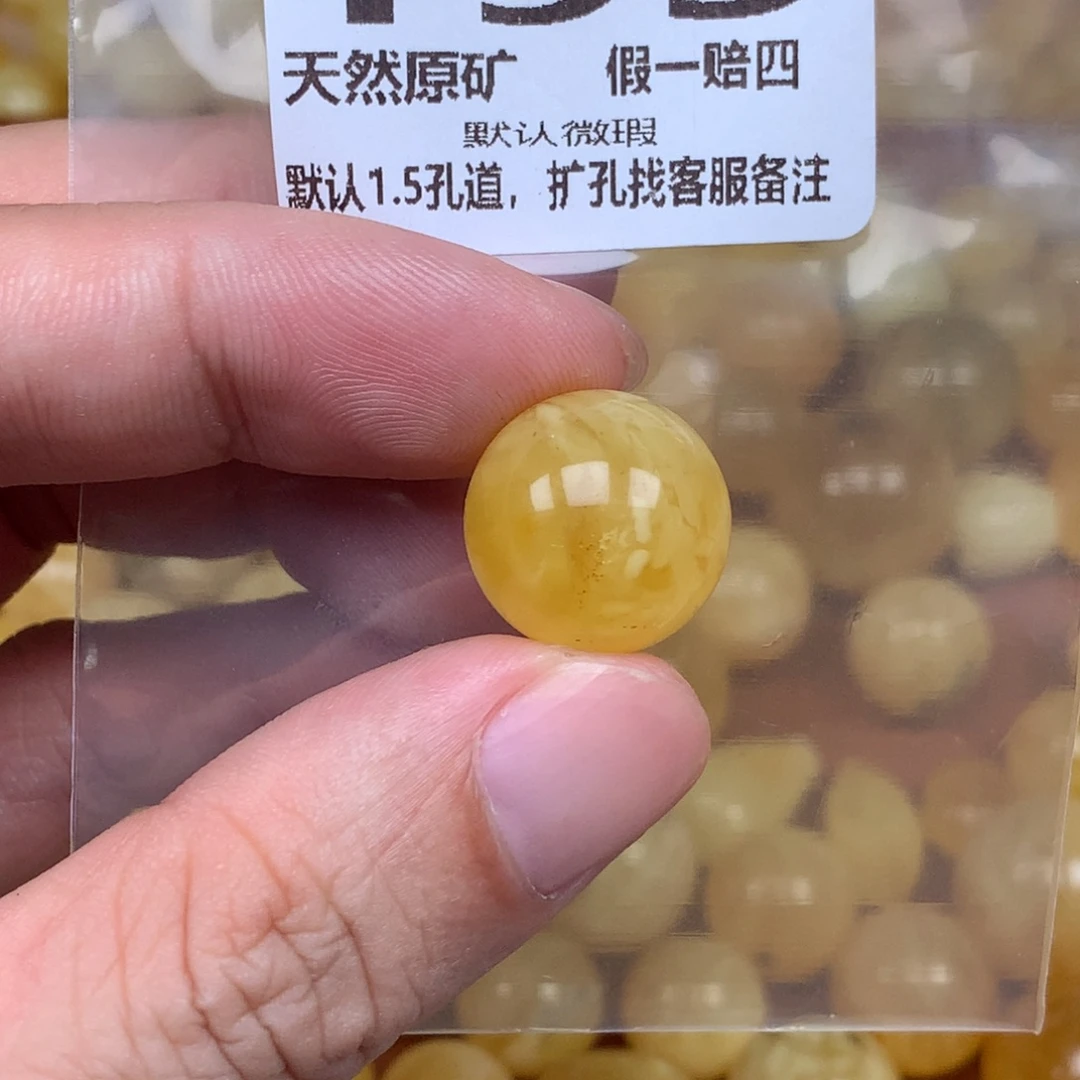 天然原矿 假一赔四
默认微瑕
默认1.5孔道，扩孔找客服备注